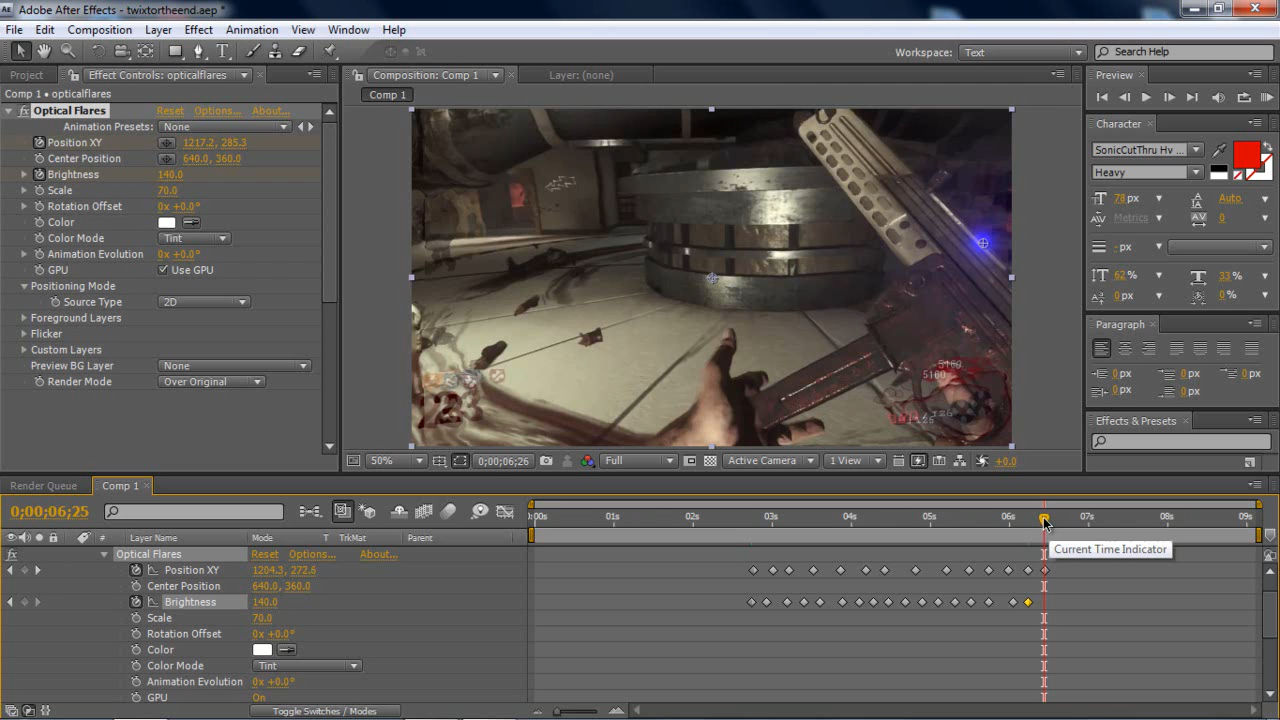 Adobe After Effects - twixtortheend.aep *
File Edit Composition Layer Effect Animation View Window Help
Workspace: Text Search Help
Project Effect Controls: opticalflares
Comp 1 • opticalflares
Optical Flares Reset Options... About...
Animation Presets: None
Position XY 1217.2, 285.3
Center Position 640.0, 360.0
Brightness 140.0
Scale 70.0
Rotation Offset 0x +0.0°
Color
Color Mode Tint
Animation Evolution 0x +0.0°
GPU Use GPU
Positioning Mode
Source Type 2D
Foreground Layers
Flicker
Custom Layers
Preview BG Layer None
Render Mode Over Original
Composition: Comp 1 Layer: (none)
Comp 1
5160
5160
126
126
50% 0;00;06;26 Full Active Camera 1 View +0.0
Preview
Character
SonicCutThru Hv ...
Heavy
78 px Auto
Metrics 0
- px
62 % 33 %
0 px 0 %
Paragraph
0 px 0 px 0 px
0 px 0 px
Effects & Presets
Render Queue Comp 1
0;00;06;25
:00s 01s 02s 03s 04s 05s 06s 07s 08s 09s
# Layer Name Mode T TrkMat Parent
Optical Flares Reset Options... About...
Position XY 1204.3, 272.6
Center Position 640.0, 360.0
Brightness 140.0
Scale 70.0
Rotation Offset 0x +0.0°
Color
Color Mode Tint
Animation Evolution 0x +0.0°
GPU On
Toggle Switches / Modes
Current Time Indicator